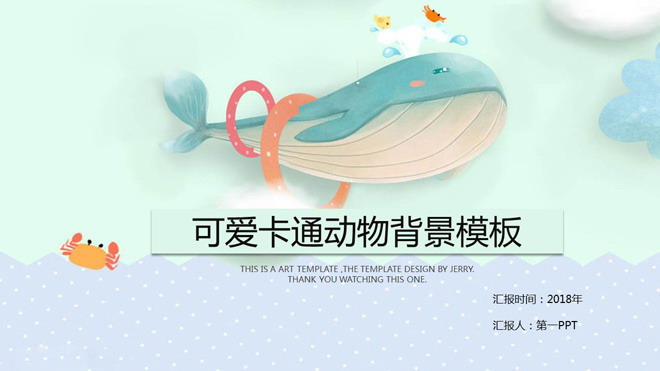 可爱卡通动物背景模板
THIS IS A ART TEMPLATE ,THE TEMPLATE DESIGN BY JERRY.
THANK YOU WATCHING THIS ONE.
汇报时间：2018年
汇报人：第一PPT